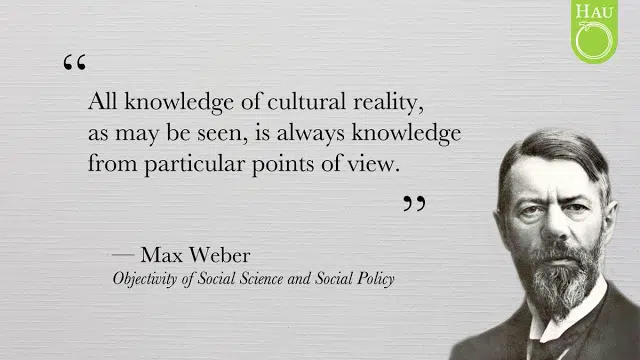 HAU
“
All knowledge of cultural reality,
as may be seen, is always knowledge
from particular points of view.
”
— Max Weber
Objectivity of Social Science and Social Policy